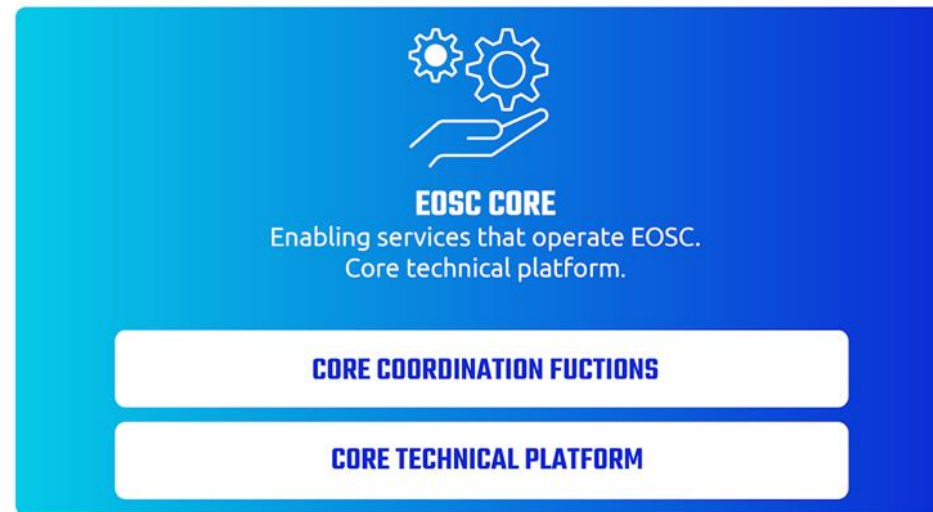 EOSC CORE
Enabling services that operate EOSC.
Core technical platform.
CORE COORDINATION FUCTIONS
CORE TECHNICAL PLATFORM